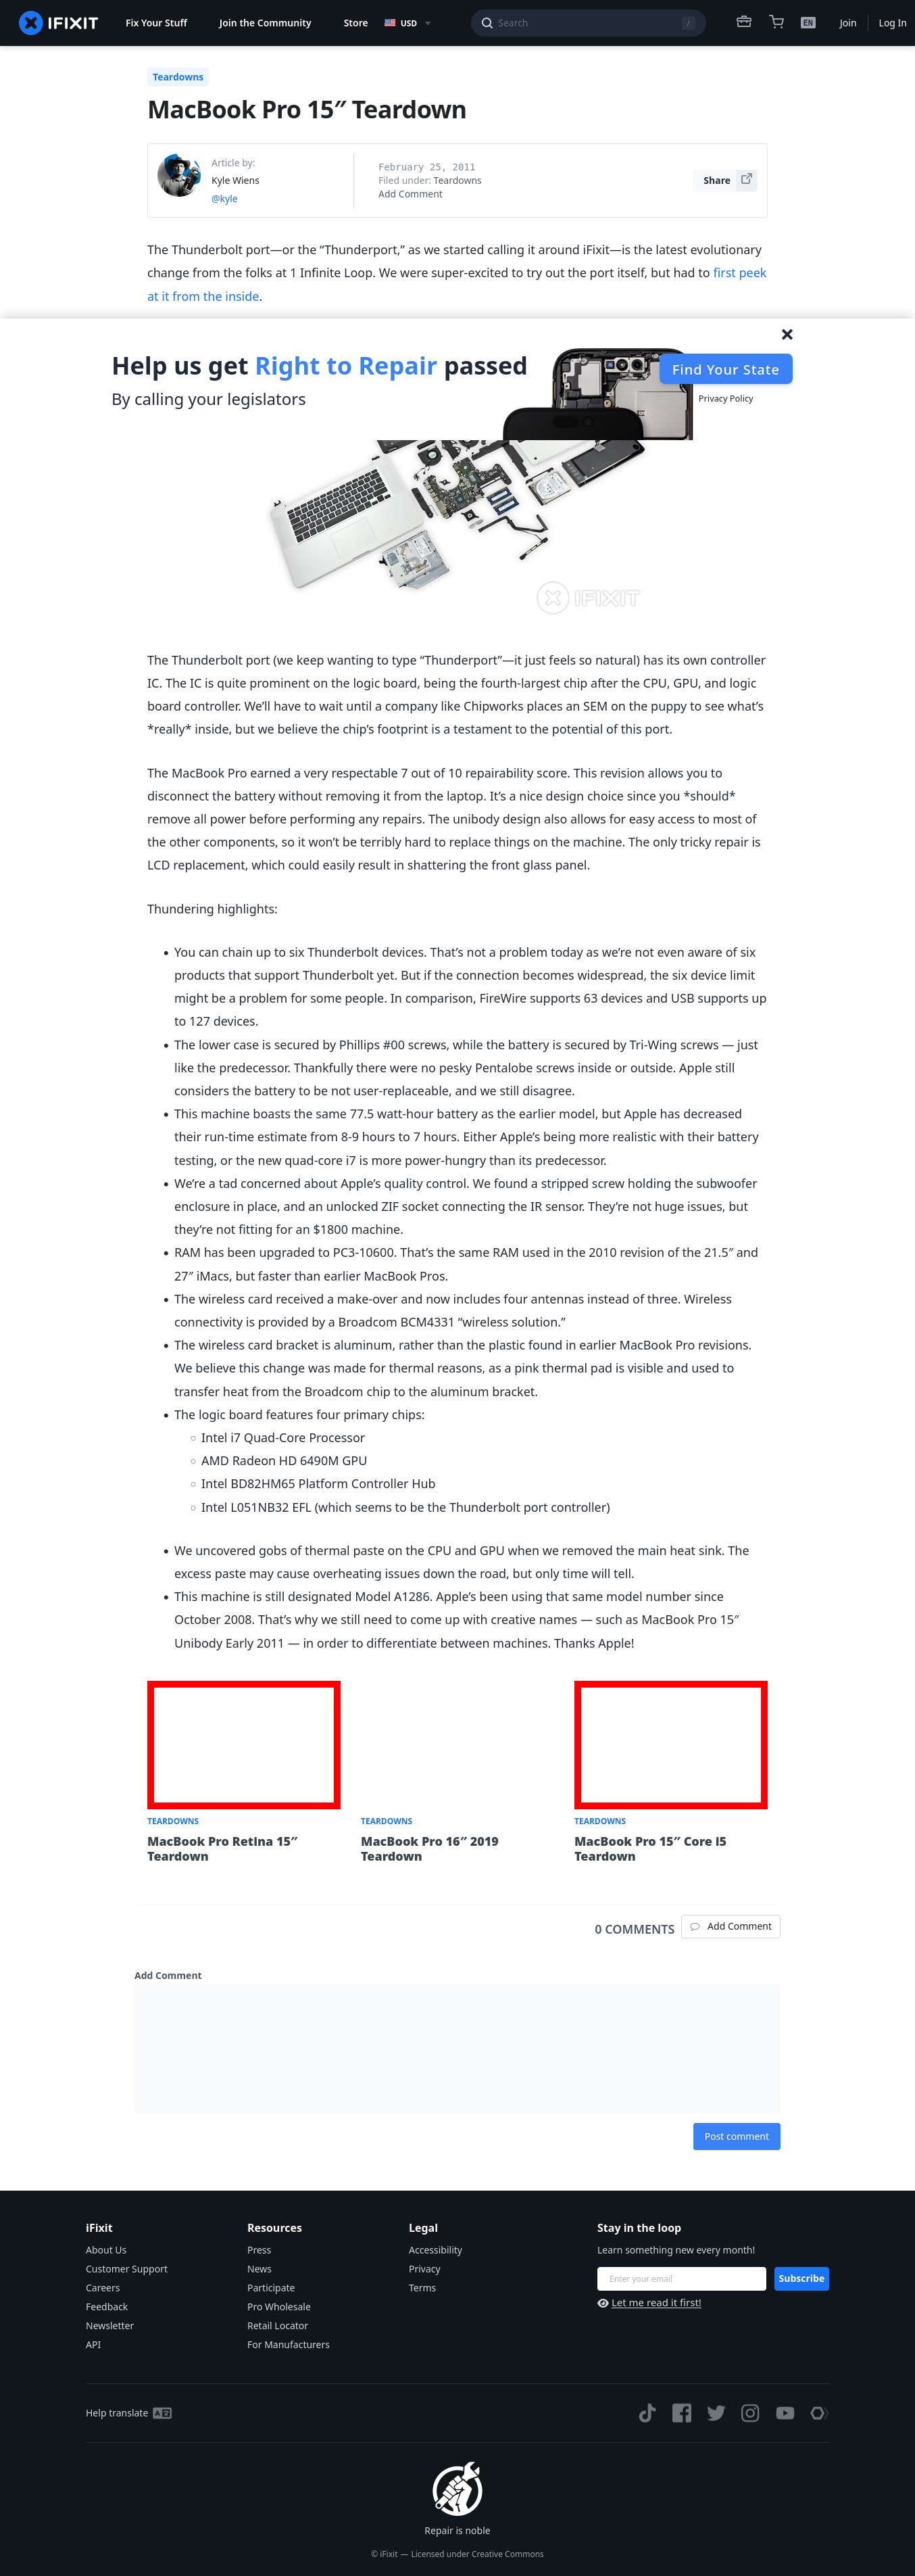 IFIXIT
Fix Your Stuff
Join the Community
Store
USD
Search
/
EN
Join
Log In
Teardowns
MacBook Pro 15″ Teardown
Article by:
Kyle Wiens
@kyle
February 25, 2011
Filed under: Teardowns
Add Comment
Share
The Thunderbolt port—or the “Thunderport,” as we started calling it around iFixit—is the latest evolutionary
change from the folks at 1 Infinite Loop. We were super-excited to try out the port itself, but had to first peek
at it from the inside.
Help us get Right to Repair passed
By calling your legislators
Find Your State
Privacy Policy
IFIXIT
The Thunderbolt port (we keep wanting to type “Thunderport”—it just feels so natural) has its own controller
IC. The IC is quite prominent on the logic board, being the fourth-largest chip after the CPU, GPU, and logic
board controller. We’ll have to wait until a company like Chipworks places an SEM on the puppy to see what’s
*really* inside, but we believe the chip’s footprint is a testament to the potential of this port.
The MacBook Pro earned a very respectable 7 out of 10 repairability score. This revision allows you to
disconnect the battery without removing it from the laptop. It’s a nice design choice since you *should*
remove all power before performing any repairs. The unibody design also allows for easy access to most of
the other components, so it won’t be terribly hard to replace things on the machine. The only tricky repair is
LCD replacement, which could easily result in shattering the front glass panel.
Thundering highlights:
You can chain up to six Thunderbolt devices. That’s not a problem today as we’re not even aware of six
products that support Thunderbolt yet. But if the connection becomes widespread, the six device limit
might be a problem for some people. In comparison, FireWire supports 63 devices and USB supports up
to 127 devices.
The lower case is secured by Phillips #00 screws, while the battery is secured by Tri-Wing screws — just
like the predecessor. Thankfully there were no pesky Pentalobe screws inside or outside. Apple still
considers the battery to be not user-replaceable, and we still disagree.
This machine boasts the same 77.5 watt-hour battery as the earlier model, but Apple has decreased
their run-time estimate from 8-9 hours to 7 hours. Either Apple’s being more realistic with their battery
testing, or the new quad-core i7 is more power-hungry than its predecessor.
We’re a tad concerned about Apple’s quality control. We found a stripped screw holding the subwoofer
enclosure in place, and an unlocked ZIF socket connecting the IR sensor. They’re not huge issues, but
they’re not fitting for an $1800 machine.
RAM has been upgraded to PC3-10600. That’s the same RAM used in the 2010 revision of the 21.5″ and
27″ iMacs, but faster than earlier MacBook Pros.
The wireless card received a make-over and now includes four antennas instead of three. Wireless
connectivity is provided by a Broadcom BCM4331 “wireless solution.”
The wireless card bracket is aluminum, rather than the plastic found in earlier MacBook Pro revisions.
We believe this change was made for thermal reasons, as a pink thermal pad is visible and used to
transfer heat from the Broadcom chip to the aluminum bracket.
The logic board features four primary chips:
Intel i7 Quad-Core Processor
AMD Radeon HD 6490M GPU
Intel BD82HM65 Platform Controller Hub
Intel L051NB32 EFL (which seems to be the Thunderbolt port controller)
We uncovered gobs of thermal paste on the CPU and GPU when we removed the main heat sink. The
excess paste may cause overheating issues down the road, but only time will tell.
This machine is still designated Model A1286. Apple’s been using that same model number since
October 2008. That’s why we still need to come up with creative names — such as MacBook Pro 15″
Unibody Early 2011 — in order to differentiate between machines. Thanks Apple!
TEARDOWNS
MacBook Pro Retina 15″
Teardown
TEARDOWNS
MacBook Pro 16″ 2019
Teardown
TEARDOWNS
MacBook Pro 15″ Core i5
Teardown
0 COMMENTS
Add Comment
Add Comment
Post comment
iFixit
About Us
Customer Support
Careers
Feedback
Newsletter
API
Resources
Press
News
Participate
Pro Wholesale
Retail Locator
For Manufacturers
Legal
Accessibility
Privacy
Terms
Stay in the loop
Learn something new every month!
Enter your email
Subscribe
Let me read it first!
Help translate
Repair is noble
© iFixit — Licensed under Creative Commons